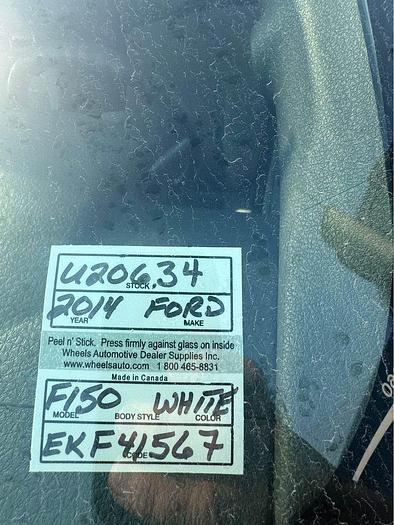 U20634
STOCK
2014 FORD
YEAR MAKE
Peel n' Stick. Press firmly against glass on inside
Wheels Automotive Dealer Supplies Inc.
www.wheelsauto.com 1 800 465-8831
Made in Canada
F150 WHITE
MODEL BODY STYLE COLOR
EKF41567
CODE